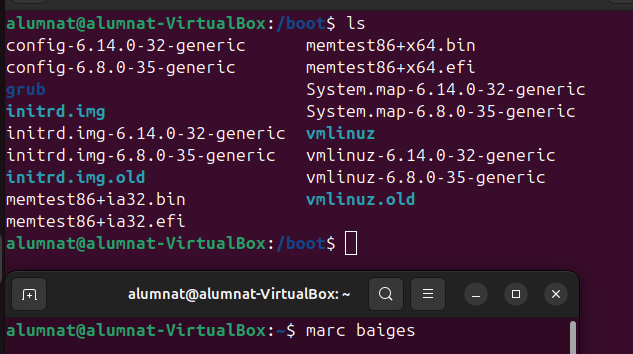 alumnat@alumnat-VirtualBox:/boot$ ls
config-6.14.0-32-generic memtest86+x64.bin
config-6.8.0-35-generic memtest86+x64.efi
grub System.map-6.14.0-32-generic
initrd.img System.map-6.8.0-35-generic
initrd.img-6.14.0-32-generic vmlinuz
initrd.img-6.8.0-35-generic vmlinuz-6.14.0-32-generic
initrd.img.old vmlinuz-6.8.0-35-generic
memtest86+ia32.bin vmlinuz.old
memtest86+ia32.efi
alumnat@alumnat-VirtualBox:/boot$
alumnat@alumnat-VirtualBox: ~
alumnat@alumnat-VirtualBox:~$ marc baiges